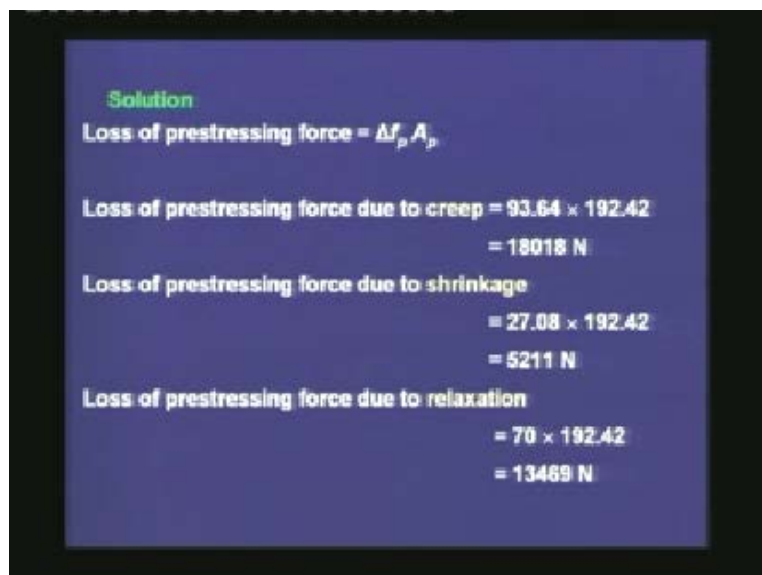 Solution
Loss of prestressing force = Δfₚ Aₚ
Loss of prestressing force due to creep = 93.64 × 192.42
= 18018 N
Loss of prestressing force due to shrinkage
= 27.08 × 192.42
= 5211 N
Loss of prestressing force due to relaxation
= 70 × 192.42
= 13469 N